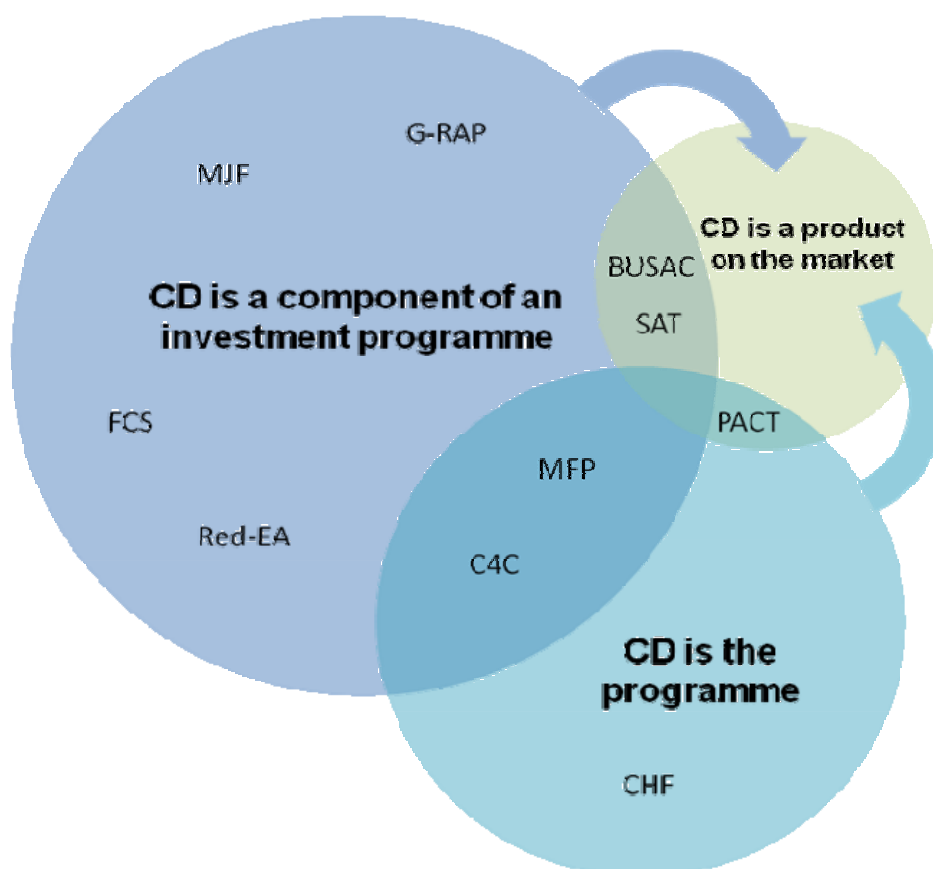 G-RAP
MJF
CD is a product
on the market
BUSAC
CD is a component of an
investment programme
SAT
FCS
PACT
MFP
Red-EA
C4C
CD is the
programme
CHF